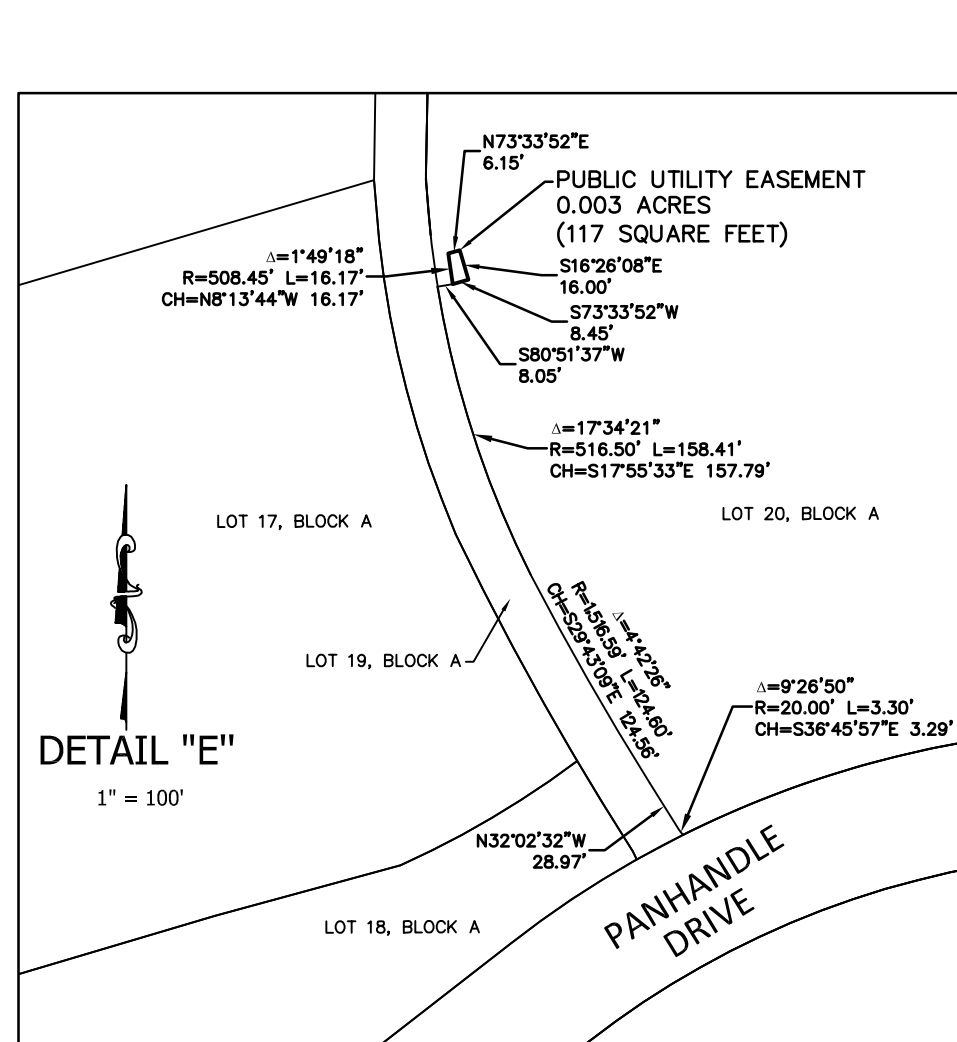 N73°33'52"E
6.15'
PUBLIC UTILITY EASEMENT
0.003 ACRES
(117 SQUARE FEET)
Δ=1°49'18"
R=508.45' L=16.17'
CH=N8°13'44"W 16.17'
S16°26'08"E
16.00'
S73°33'52"W
8.45'
S80°51'37"W
8.05'
Δ=17°34'21"
R=516.50' L=158.41'
CH=S17°55'33"E 157.79'
LOT 17, BLOCK A
LOT 20, BLOCK A
Δ=4°42'26"
R=1,516.59' L=124.60'
CH=S29°43'09"E 124.56'
LOT 19, BLOCK A
Δ=9°26'50"
R=20.00' L=3.30'
CH=S36°45'57"E 3.29'
DETAIL "E"
1" = 100'
N32°02'32"W
28.97'
PANHANDLE
DRIVE
LOT 18, BLOCK A